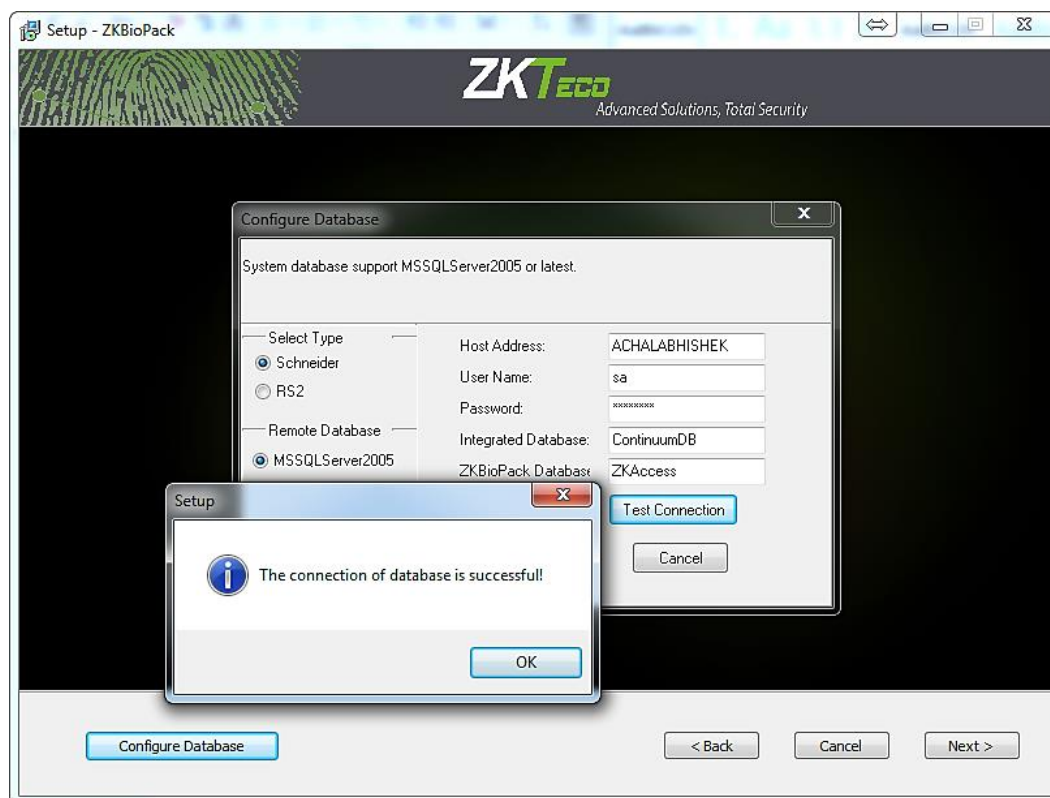 Setup - ZKBioPack
ZKTECO
Advanced Solutions, Total Security
Configure Database
System database support MSSQLServer2005 or latest.
Select Type
Schneider
RS2
Remote Database
MSSQLServer2005
Host Address: ACHALABHISHEK
User Name: sa
Password: ********
Integrated Database: ContinuumDB
ZKBioPack Database ZKAccess
Test Connection
Cancel
Setup
The connection of database is successful!
OK
Configure Database
< Back
Cancel
Next >